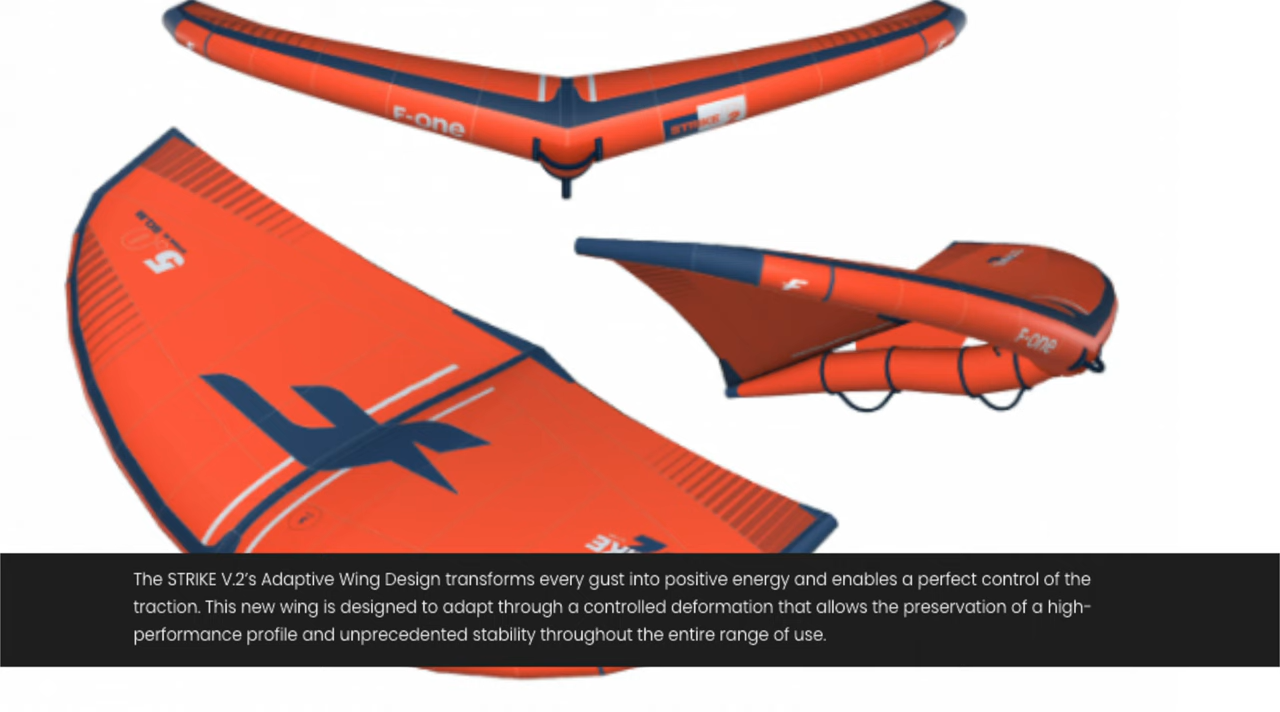 F-one
STRIKE 2
5
F-one
The STRIKE V.2's Adaptive Wing Design transforms every gust into positive energy and enables a perfect control of the
traction. This new wing is designed to adapt through a controlled deformation that allows the preservation of a high-
performance profile and unprecedented stability throughout the entire range of use.